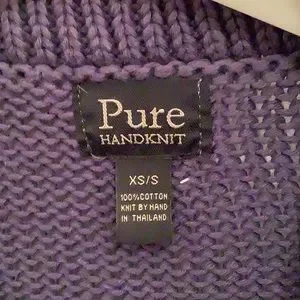 Pure
HANDKNIT
XS/S
100% COTTON
KNIT BY HAND
IN THAILAND